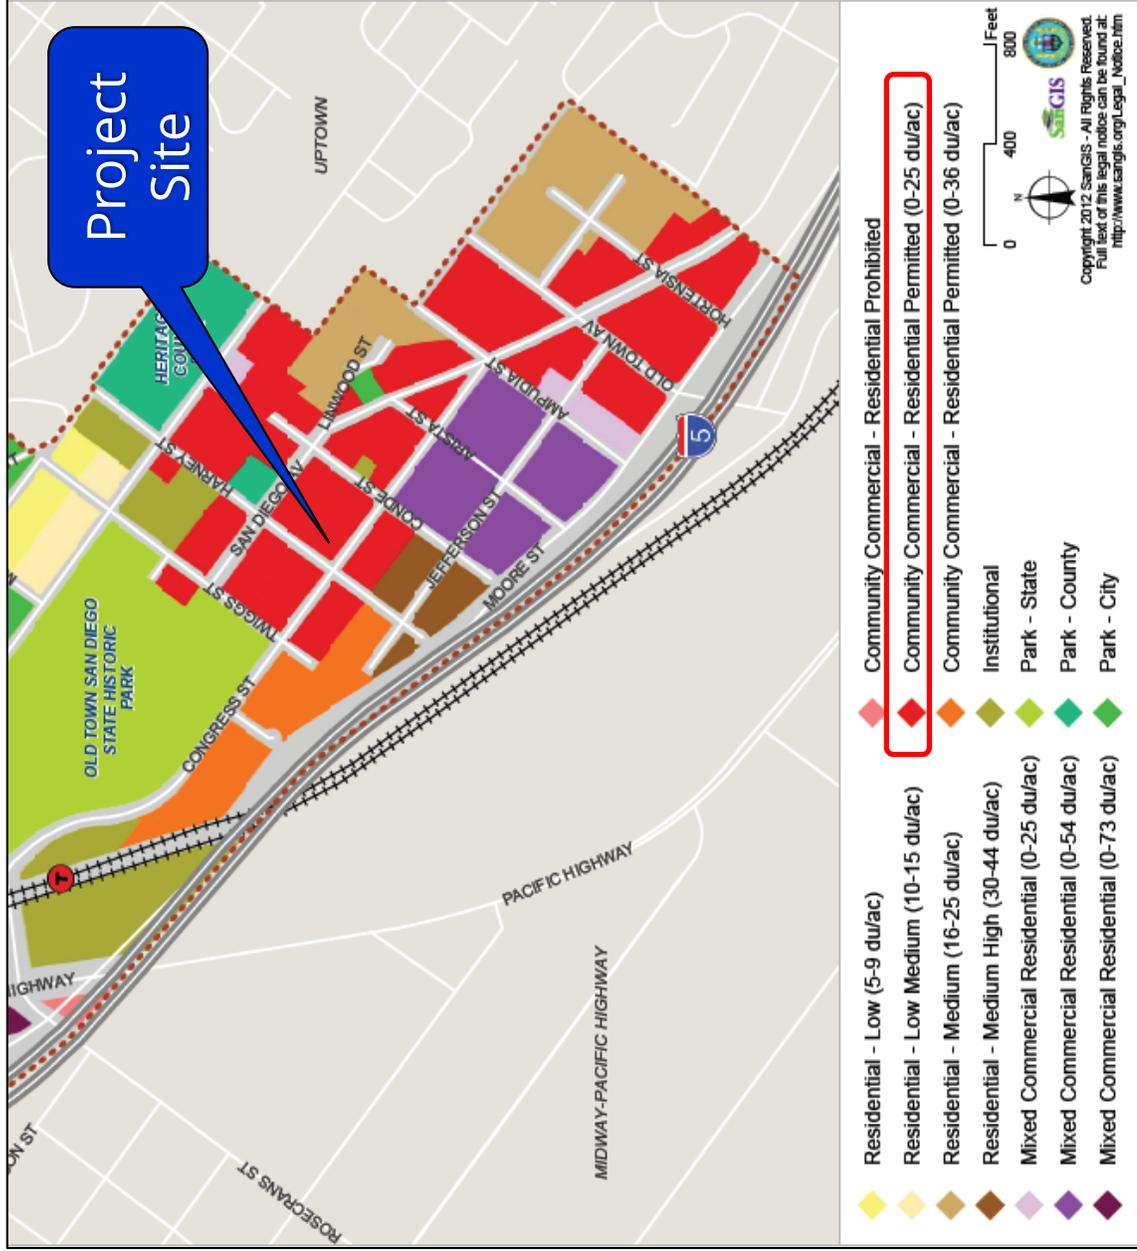 Project
Site
UPTOWN
HERITAG
COU
LINWOOD ST
HORTENSIA ST
OLD TOWN AV
AMPUDIA ST
ARISTA ST
HARNEY ST
SAN DIEGO AV
CONDE ST
JEFFERSON ST
MOORE ST
TWIGGS ST
CONGRESS ST
5
OLD TOWN SAN DIEGO
STATE HISTORIC
PARK
T
PACIFIC HIGHWAY
IGHWAY
MIDWAY-PACIFIC HIGHWAY
ROSECRANS ST
ON ST
Residential - Low (5-9 du/ac)
Residential - Low Medium (10-15 du/ac)
Residential - Medium (16-25 du/ac)
Residential - Medium High (30-44 du/ac)
Mixed Commercial Residential (0-25 du/ac)
Mixed Commercial Residential (0-54 du/ac)
Mixed Commercial Residential (0-73 du/ac)
Community Commercial - Residential Prohibited
Community Commercial - Residential Permitted (0-25 du/ac)
Community Commercial - Residential Permitted (0-36 du/ac)
Institutional
Park - State
Park - County
Park - City
0 400 800 Feet
N
SanGIS
Copyright 2012 SanGIS - All Rights Reserved.
Full text of this legal notice can be found at:
http://www.sangis.org/Legal_Notice.htm